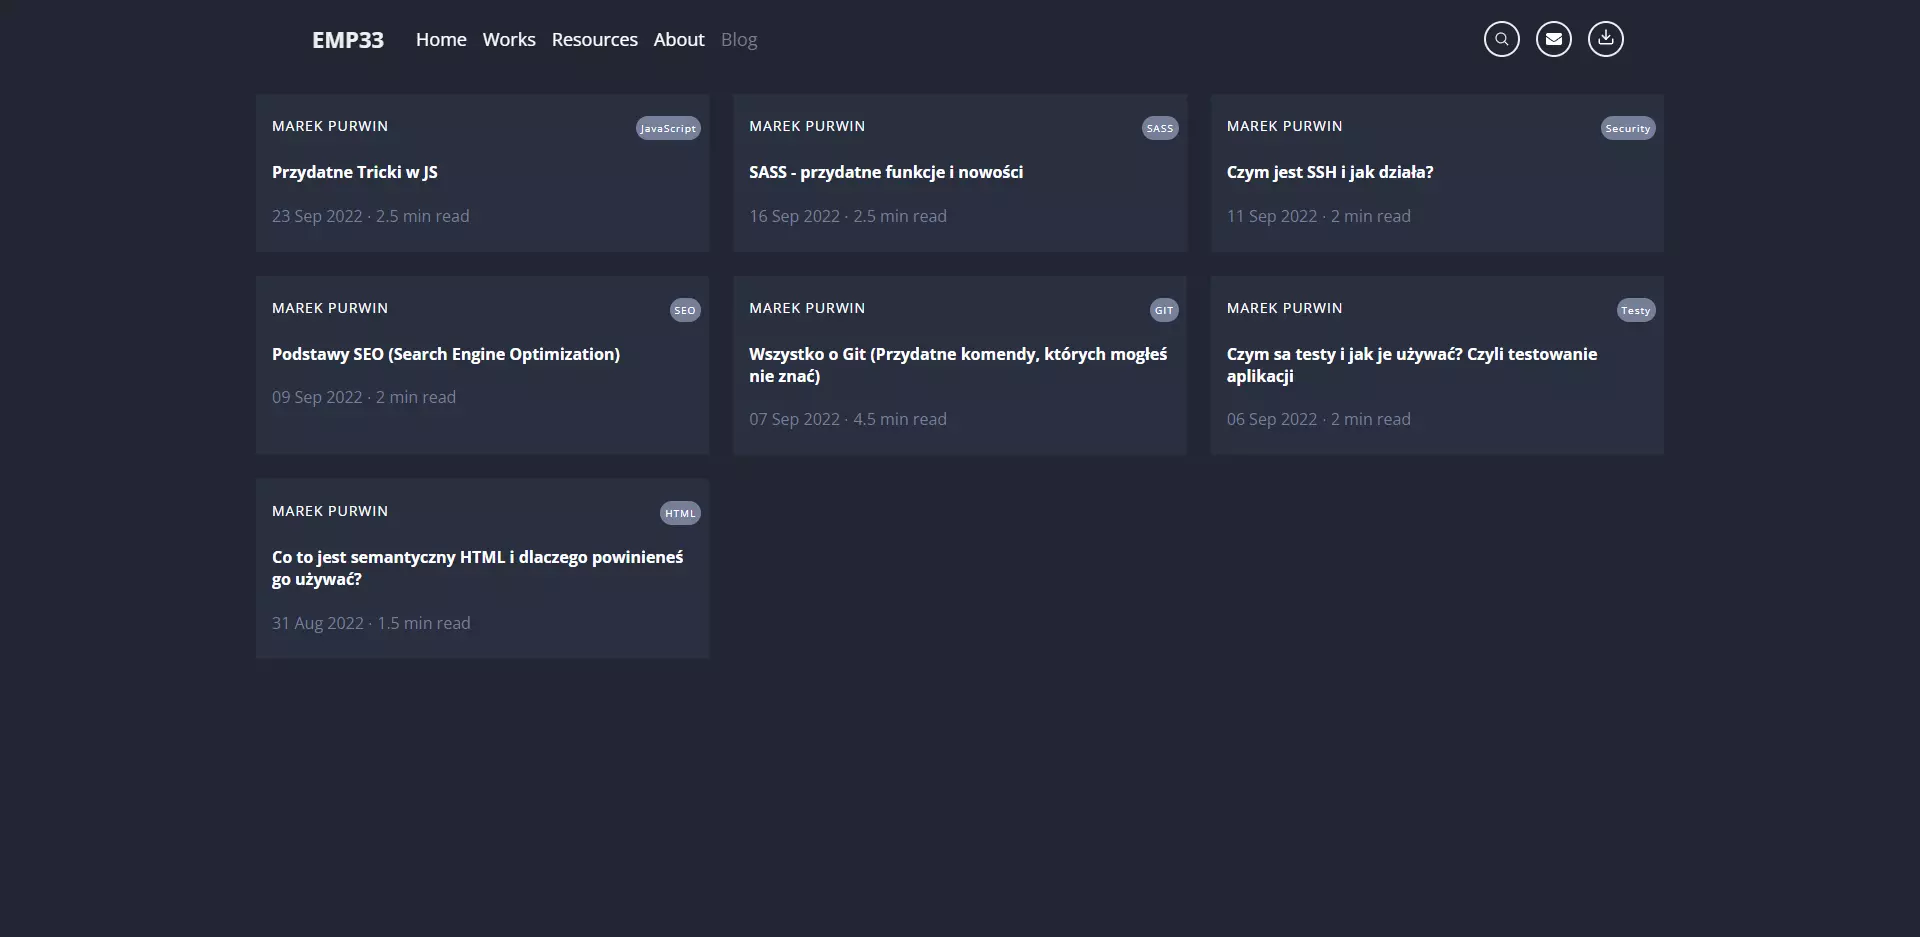 EMP33 Home Works Resources About Blog
MAREK PURWIN JavaScript
Przydatne Tricki w JS
23 Sep 2022 · 2.5 min read
MAREK PURWIN SASS
SASS - przydatne funkcje i nowości
16 Sep 2022 · 2.5 min read
MAREK PURWIN Security
Czym jest SSH i jak działa?
11 Sep 2022 · 2 min read
MAREK PURWIN SEO
Podstawy SEO (Search Engine Optimization)
09 Sep 2022 · 2 min read
MAREK PURWIN GIT
Wszystko o Git (Przydatne komendy, których mogłeś
nie znać)
07 Sep 2022 · 4.5 min read
MAREK PURWIN Testy
Czym sa testy i jak je używać? Czyli testowanie
aplikacji
06 Sep 2022 · 2 min read
MAREK PURWIN HTML
Co to jest semantyczny HTML i dlaczego powinieneś
go używać?
31 Aug 2022 · 1.5 min read